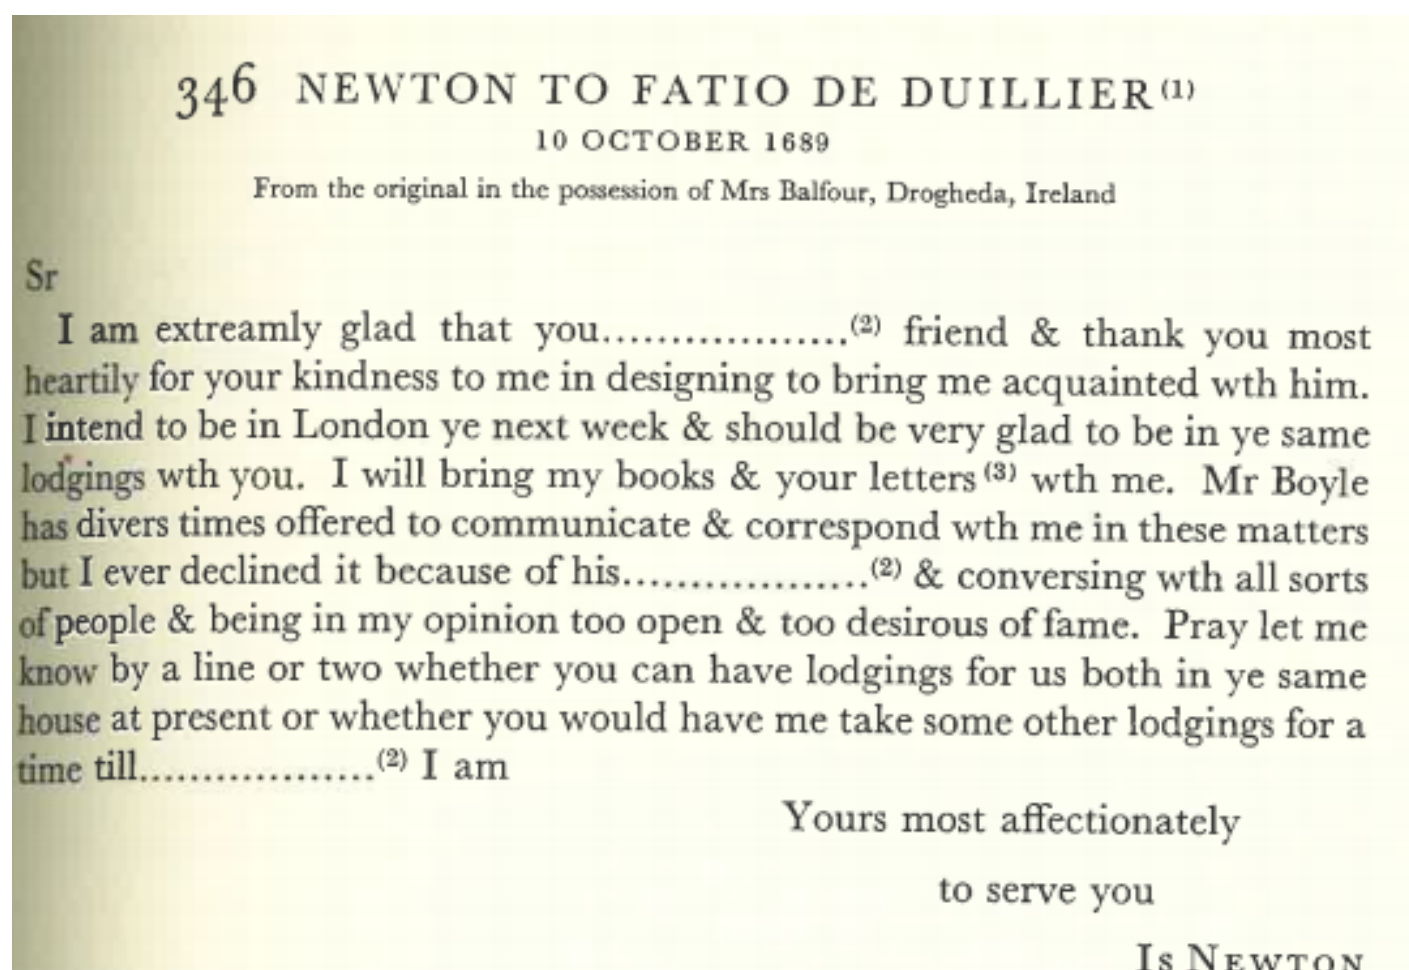 346 NEWTON TO FATIO DE DUILLIER (1)
10 OCTOBER 1689
From the original in the possession of Mrs Balfour, Drogheda, Ireland
Sr
I am extreamly glad that you..................(2) friend & thank you most
heartily for your kindness to me in designing to bring me acquainted wth him.
I intend to be in London ye next week & should be very glad to be in ye same
lodgings wth you. I will bring my books & your letters (3) wth me. Mr Boyle
has divers times offered to communicate & correspond wth me in these matters
but I ever declined it because of his..................(2) & conversing wth all sorts
of people & being in my opinion too open & too desirous of fame. Pray let me
know by a line or two whether you can have lodgings for us both in ye same
house at present or whether you would have me take some other lodgings for a
time till..................(2) I am
Yours most affectionately
to serve you
Is NEWTON